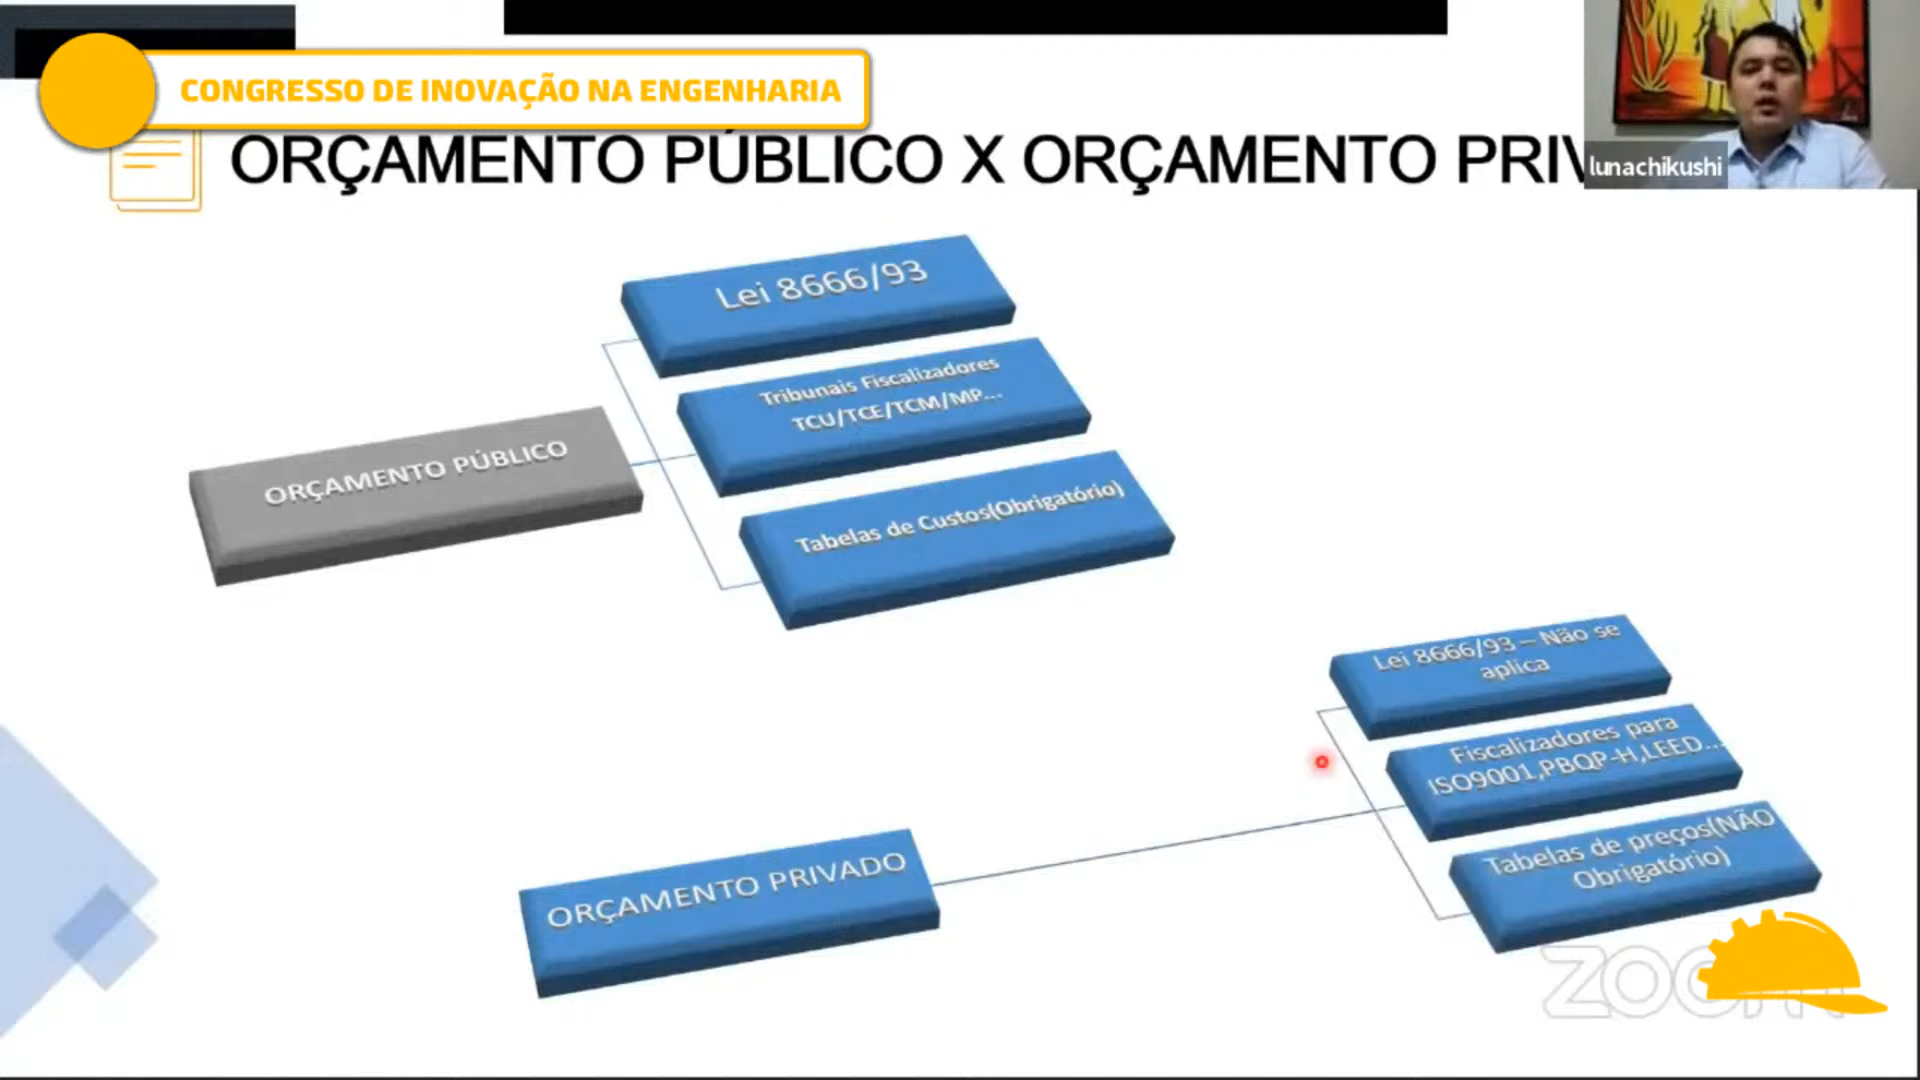 CONGRESSO DE INOVAÇÃO NA ENGENHARIA
ORÇAMENTO PÚBLICO X ORÇAMENTO PRIV
lunachikushi
Lei 8666/93
Tribunais Fiscalizadores
TCU/TCE/TCM/MP...
ORÇAMENTO PÚBLICO
Tabelas de Custos(Obrigatório)
Lei 8666/93 – Não se
aplica
Fiscalizadores para
ISO9001,PBQP-H,LEED...
Tabelas de preços(NÃO
Obrigatório)
ORÇAMENTO PRIVADO
zoom